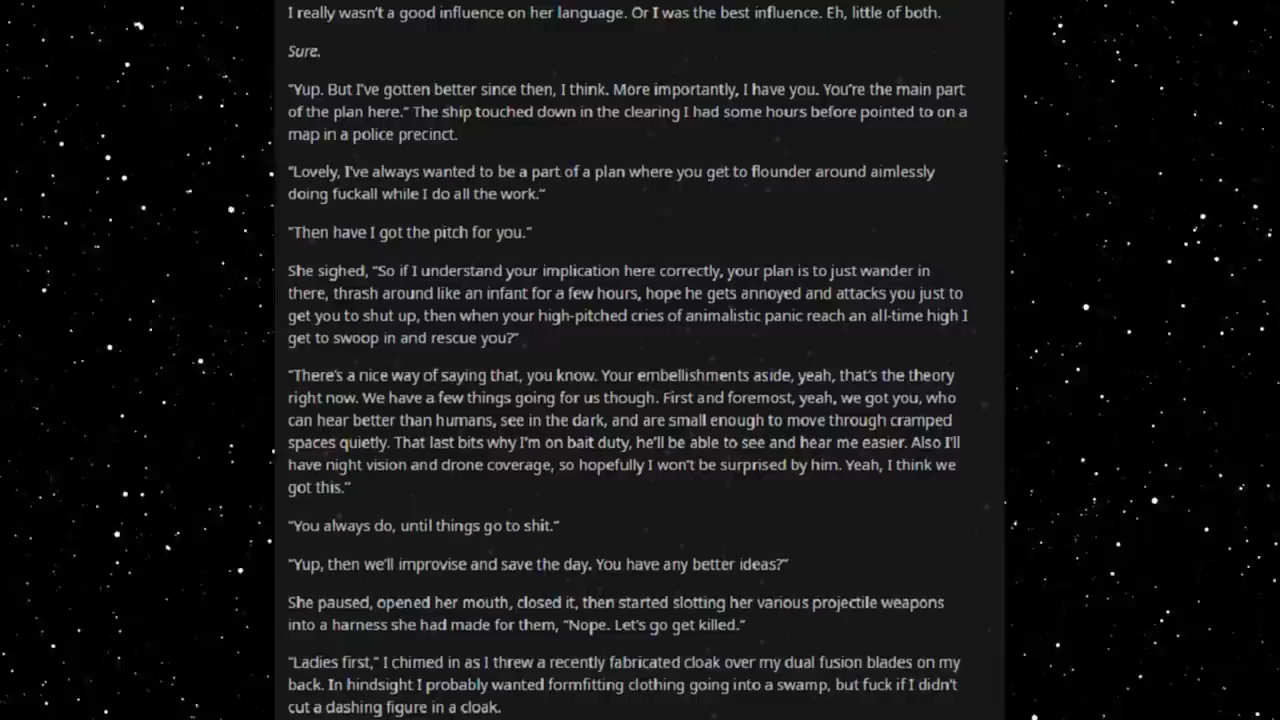 I really wasn't a good influence on her language. Or I was the best influence. Eh, little of both.
Sure.
“Yup. But I've gotten better since then, I think. More importantly, I have you. You're the main part
of the plan here.” The ship touched down in the clearing I had some hours before pointed to on a
map in a police precinct.
“Lovely, I've always wanted to be a part of a plan where you get to flounder around aimlessly
doing fuckall while I do all the work.”
“Then have I got the pitch for you.”
She sighed, “So if I understand your implication here correctly, your plan is to just wander in
there, thrash around like an infant for a few hours, hope he gets annoyed and attacks you just to
get you to shut up, then when your high-pitched cries of animalistic panic reach an all-time high I
get to swoop in and rescue you?”
“There's a nice way of saying that, you know. Your embellishments aside, yeah, that's the theory
right now. We have a few things going for us though. First and foremost, yeah, we got you, who
can hear better than humans, see in the dark, and are small enough to move through cramped
spaces quietly. That last bits why I'm on bait duty, he'll be able to see and hear me easier. Also I'll
have night vision and drone coverage, so hopefully I won't be surprised by him. Yeah, I think we
got this.”
“You always do, until things go to shit.”
“Yup, then we'll improvise and save the day. You have any better ideas?”
She paused, opened her mouth, closed it, then started slotting her various projectile weapons
into a harness she had made for them, “Nope. Let's go get killed.”
“Ladies first,” I chimed in as I threw a recently fabricated cloak over my dual fusion blades on my
back. In hindsight I probably wanted formfitting clothing going into a swamp, but fuck if I didn't
cut a dashing figure in a cloak.